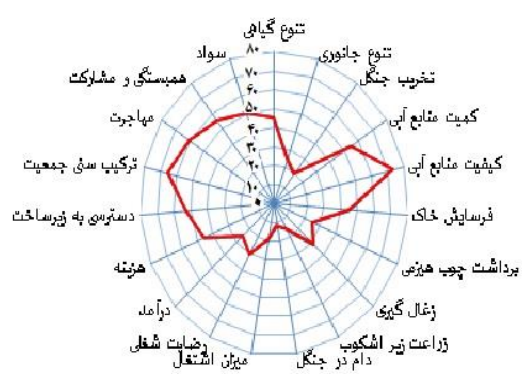 تنوع گیاهی
تنوع جانوری
تخریب جنگل
کمیت منابع آبی
کیفیت منابع آبی
فرسایش خاک
برداشت چوب هیزمی
زغال گیری
زراعت زیر اشکوب
دام در جنگل
میزان اشتغال
رضایت شغلی
درآمد
هزینه
دسترسی به زیرساخت
ترکیب سنی جمعیت
مهاجرت
همبستگی و مشارکت
سواد
۸۰
۷۰
۶۰
۵۰
۴۰
۳۰
۲۰
۱۰
۰